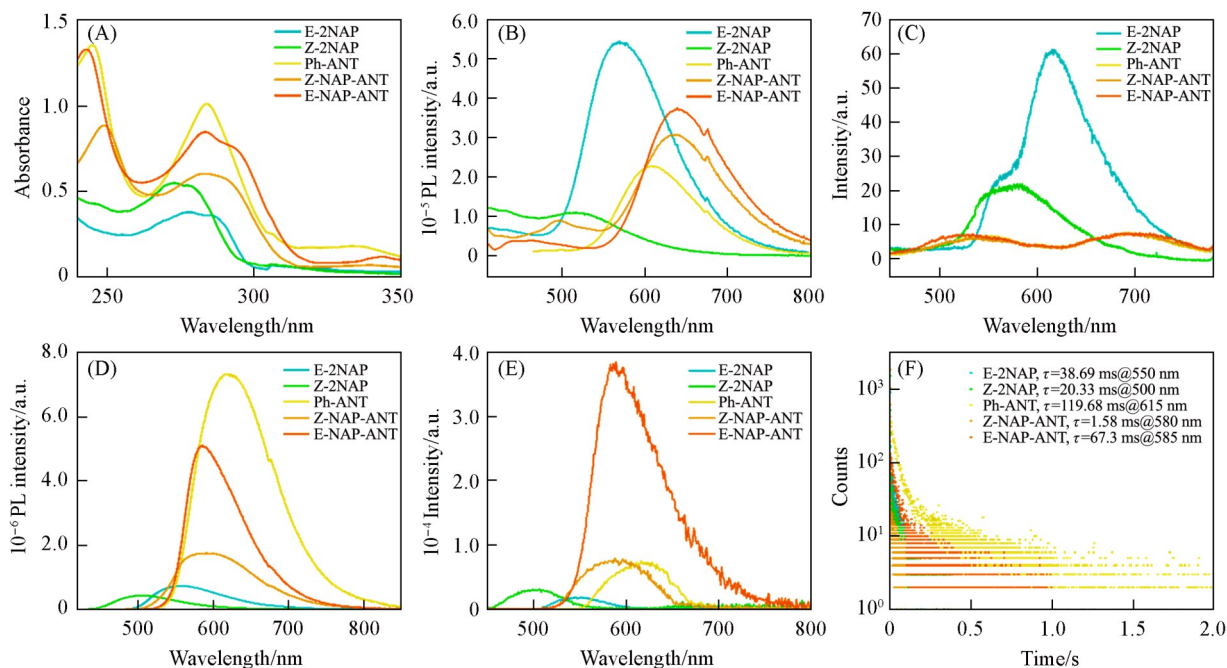 (A)
E-2NAP
Z-2NAP
Ph-ANT
Z-NAP-ANT
E-NAP-ANT
Absorbance
1.5
1.0
0.5
0
250
300
350
Wavelength/nm
(B)
E-2NAP
Z-2NAP
Ph-ANT
Z-NAP-ANT
E-NAP-ANT
10⁻⁵ PL intensity/a.u.
6.0
5.0
4.0
3.0
2.0
1.0
0
500
600
700
800
Wavelength/nm
(C)
E-2NAP
Z-2NAP
Ph-ANT
Z-NAP-ANT
E-NAP-ANT
Intensity/a.u.
70
60
50
40
30
20
10
0
500
600
700
Wavelength/nm
(D)
E-2NAP
Z-2NAP
Ph-ANT
Z-NAP-ANT
E-NAP-ANT
10⁻⁶ PL intensity/a.u.
8.0
6.0
4.0
2.0
0
500
600
700
800
Wavelength/nm
(E)
E-2NAP
Z-2NAP
Ph-ANT
Z-NAP-ANT
E-NAP-ANT
10⁻⁴ Intensity/a.u.
4.0
3.0
2.0
1.0
0
500
600
700
800
Wavelength/nm
(F)
E-2NAP, τ=38.69 ms@550 nm
Z-2NAP, τ=20.33 ms@500 nm
Ph-ANT, τ=119.68 ms@615 nm
Z-NAP-ANT, τ=1.58 ms@580 nm
E-NAP-ANT, τ=67.3 ms@585 nm
Counts
10³
10²
10¹
10⁰
0
0.5
1.0
1.5
2.0
Time/s